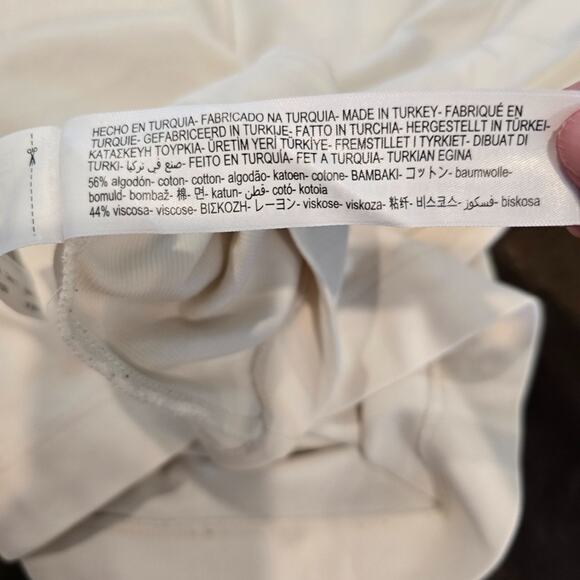 HECHO EN TURQUIA- FABRICADO NA TURQUIA- MADE IN TURKEY- FABRIQUÉ EN
TURQUIE- GEFABRICEERD IN TURKIJE- FATTO IN TURCHIA- HERGESTELLT IN TÜRKEI-
ΚΑΤΑΣΚΕΥΗ ΤΟΥΡΚΙΑ- ÜRETİM YERİ TÜRKİYE- FREMSTILLET I TYRKIET- DIBUAT DI
TURKI- صنع في تركيا- FEITO EN TURQUÍA- FET A TURQUIA- TURKIAN EGINA
56% algodón- coton- cotton- algodão- katoen- cotone- ΒΑΜΒΑΚΙ- コットン- baumwolle-
bomuld- bombaž- 棉- 면- katun- قطن- cotó- kotoia
44% viscosa- viscose- ΒΙΣΚΟΖΗ- レーヨン- viskose- viskoza- 粘纤- 비스코스- فسكوز- biskosa